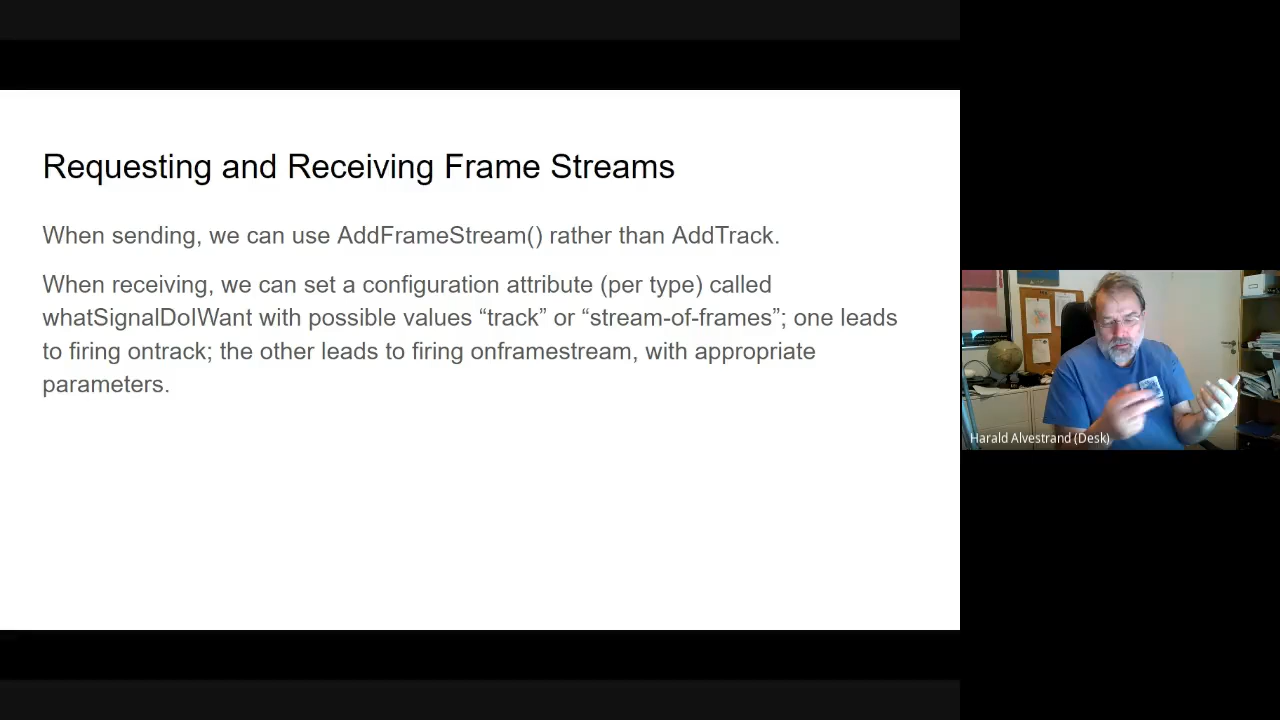 Requesting and Receiving Frame Streams
When sending, we can use AddFrameStream() rather than AddTrack.
When receiving, we can set a configuration attribute (per type) called
whatSignalDoIWant with possible values “track” or “stream-of-frames”; one leads
to firing ontrack; the other leads to firing onframestream, with appropriate
parameters.
Harald Alvestrand (Desk)